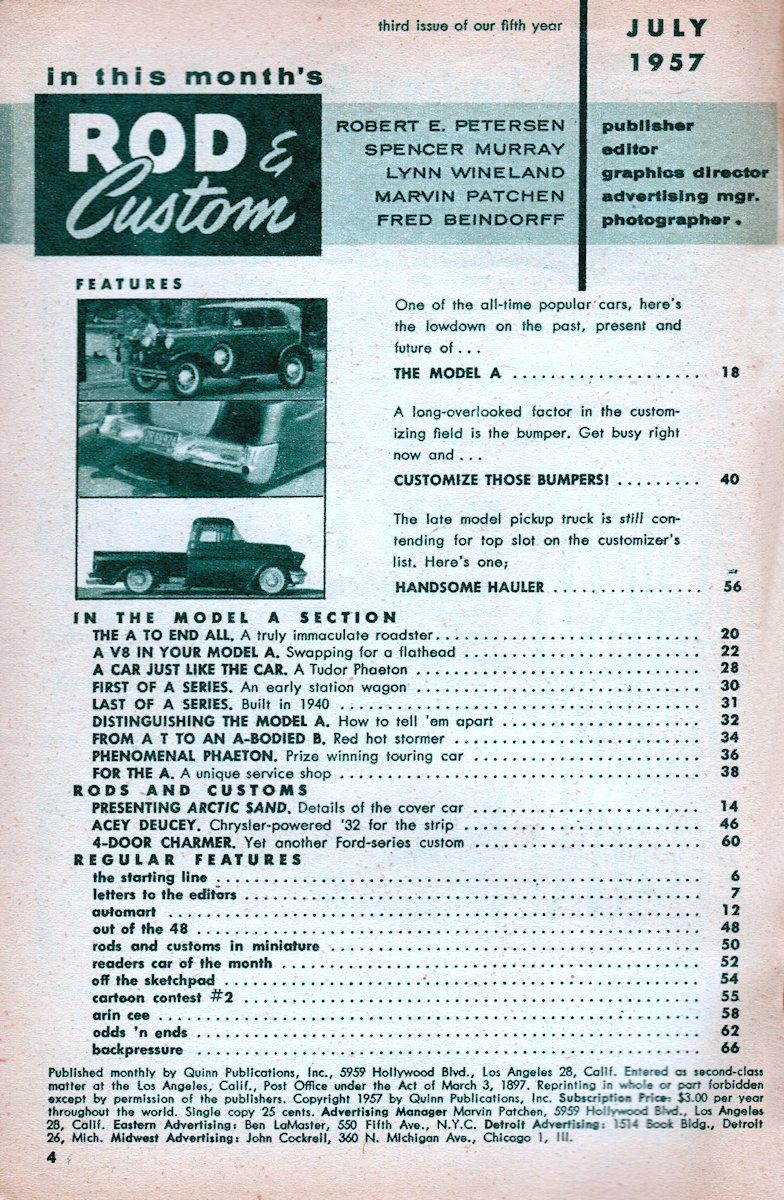 third issue of our fifth year
JULY
1957
in this month's
ROD &
Custom
ROBERT E. PETERSEN publisher
SPENCER MURRAY editor
LYNN WINELAND graphics director
MARVIN PATCHEN advertising mgr.
FRED BEINDORFF photographer.
FEATURES
One of the all-time popular cars, here's
the lowdown on the past, present and
future of ...
THE MODEL A .................... 18
A long-overlooked factor in the custom-
izing field is the bumper. Get busy right
now and ...
CUSTOMIZE THOSE BUMPERS! ......... 40
The late model pickup truck is still con-
tending for top slot on the customizer's
list. Here's one;
HANDSOME HAULER ................ 56
IN THE MODEL A SECTION
THE A TO END ALL. A truly immaculate roadster ............................ 20
A V8 IN YOUR MODEL A. Swapping for a flathead ......................... 22
A CAR JUST LIKE THE CAR. A Tudor Phaeton .............................. 28
FIRST OF A SERIES. An early station wagon .............................. 30
LAST OF A SERIES. Built in 1940 ...................................... 31
DISTINGUISHING THE MODEL A. How to tell 'em apart ..................... 32
FROM A T TO AN A-BODIED B. Red hot stormer .......................... 34
PHENOMENAL PHAETON. Prize winning touring car ........................ 36
FOR THE A. A unique service shop ...................................... 38
RODS AND CUSTOMS
PRESENTING ARCTIC SAND. Details of the cover car ........................ 14
ACEY DEUCEY. Chrysler-powered '32 for the strip ......................... 46
4-DOOR CHARMER. Yet another Ford-series custom ........................ 60
REGULAR FEATURES
the starting line .................................................. 6
letters to the editors .............................................. 7
automart ...................................................... 12
out of the 48 .................................................. 48
rods and customs in miniature ....................................... 50
readers car of the month ........................................... 52
off the sketchpad ................................................ 54
cartoon contest #2 ............................................... 55
arin cee ....................................................... 58
odds 'n ends ................................................... 62
backpressure ................................................... 66
Published monthly by Quinn Publications, Inc., 5959 Hollywood Blvd., Los Angeles 28, Calif. Entered as second-class
matter at the Los Angeles, Calif., Post Office under the Act of March 3, 1897. Reprinting in whole or part forbidden
except by permission of the publishers. Copyright 1957 by Quinn Publications, Inc. Subscription Price: $3.00 per year
throughout the world. Single copy 25 cents. Advertising Manager Marvin Patchen, 5959 Hollywood Blvd., Los Angeles
28, Calif. Eastern Advertising: Ben LaMaster, 550 Fifth Ave., N.Y.C. Detroit Advertising: 1514 Book Bldg., Detroit
26, Mich. Midwest Advertising: John Cockrell, 360 N. Michigan Ave., Chicago 1, Ill.
4